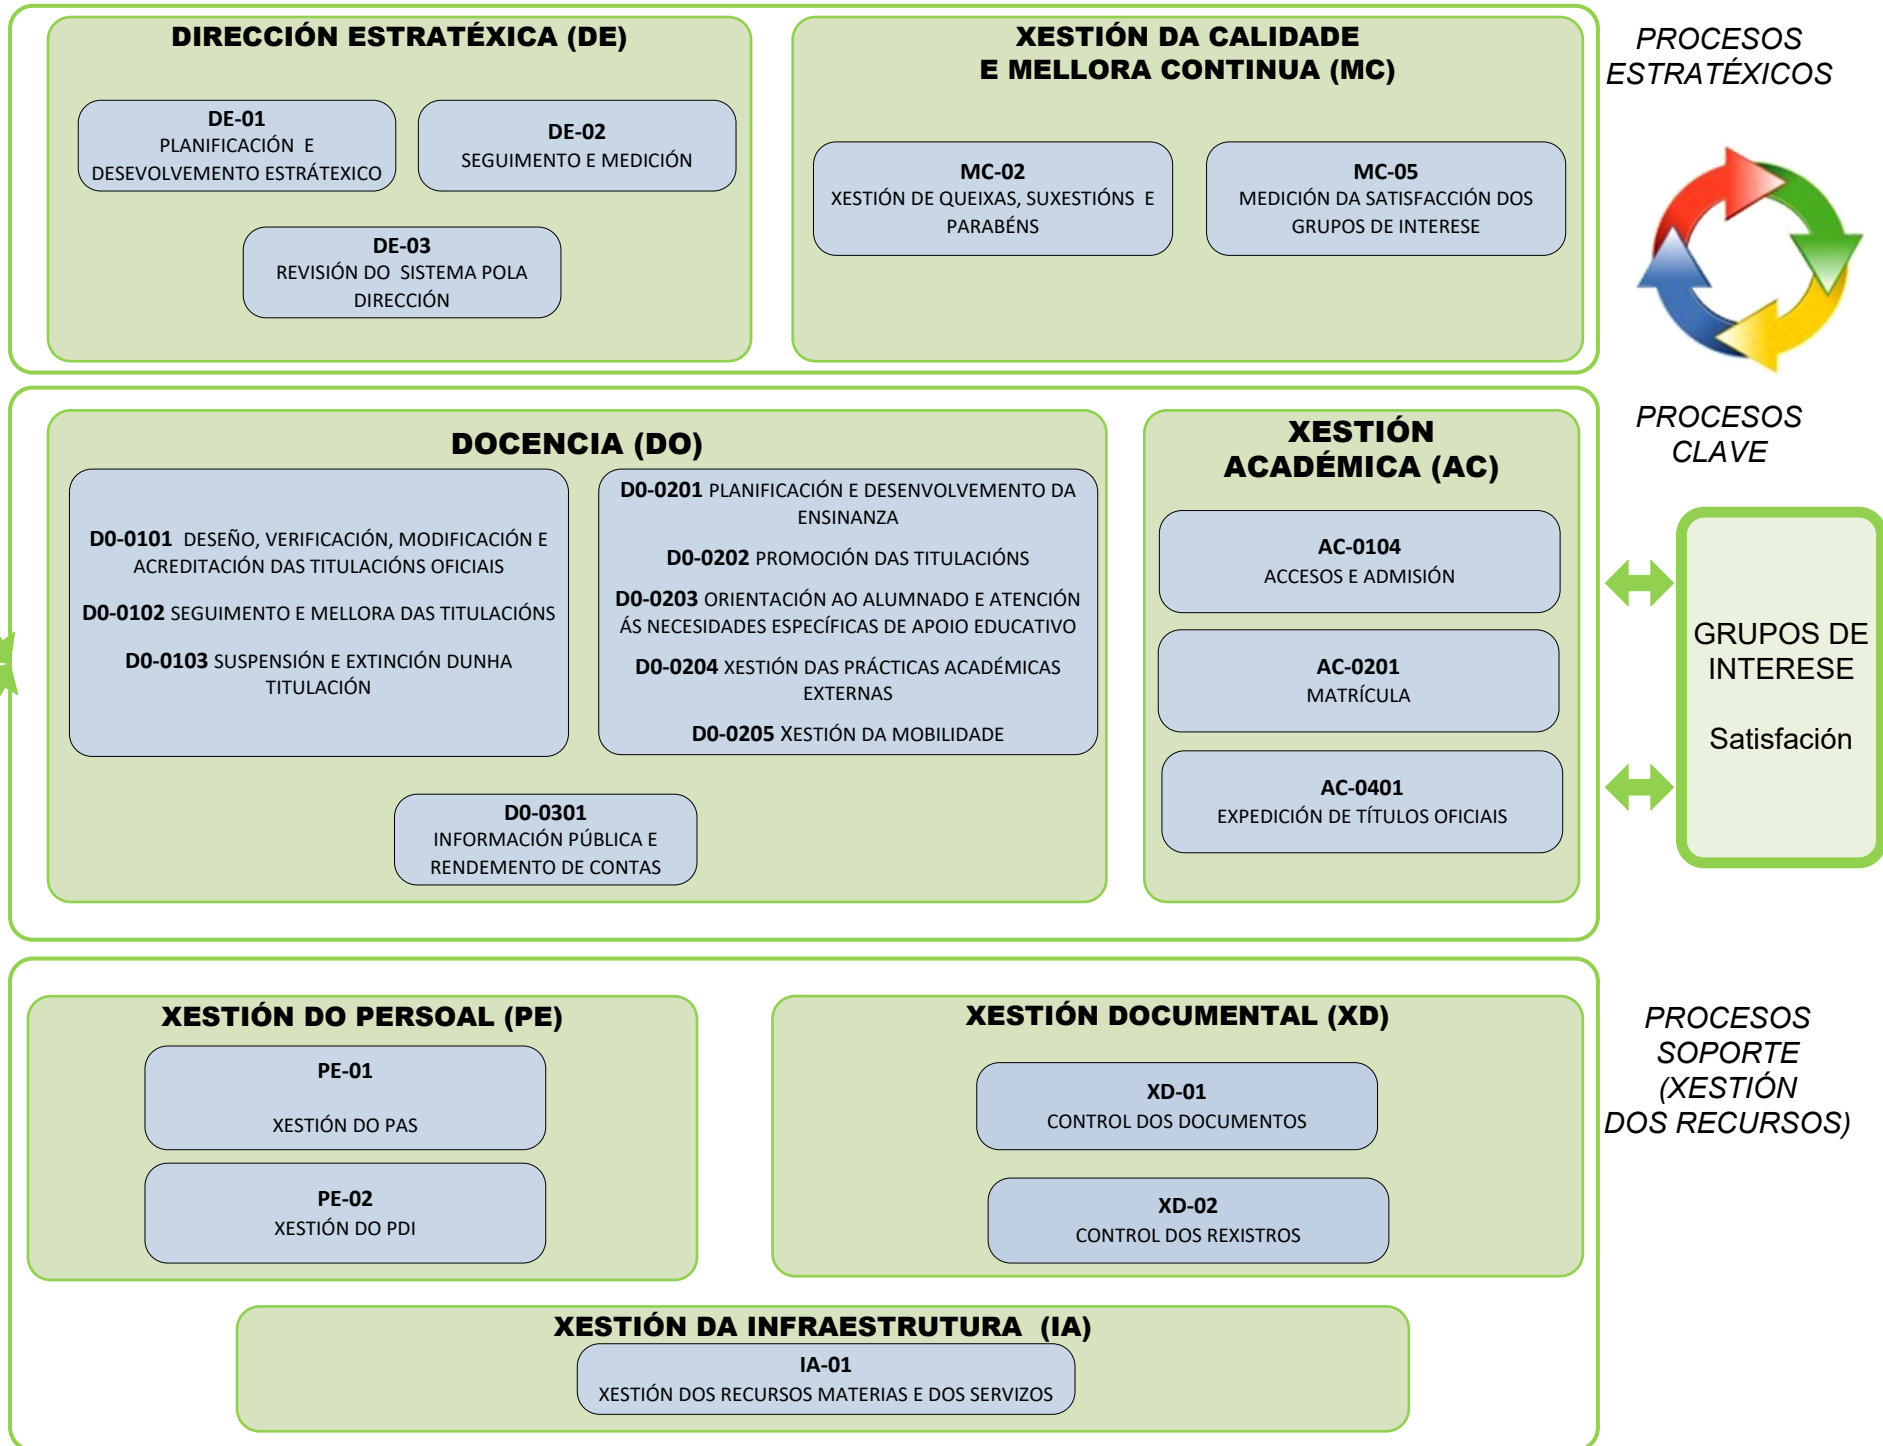 DIRECCIÓN ESTRATÉXICA (DE)
DE-01
PLANIFICACIÓN E
DESEVOLVEMENTO ESTRÁTEXICO
DE-02
SEGUIMENTO E MEDICIÓN
DE-03
REVISIÓN DO SISTEMA POLA
DIRECCIÓN
XESTIÓN DA CALIDADE
E MELLORA CONTINUA (MC)
MC-02
XESTIÓN DE QUEIXAS, SUXESTIÓNS E
PARABÉNS
MC-05
MEDICIÓN DA SATISFACCIÓN DOS
GRUPOS DE INTERESE
PROCESOS
ESTRATÉXICOS
DOCENCIA (DO)
D0-0101 DESEÑO, VERIFICACIÓN, MODIFICACIÓN E
ACREDITACIÓN DAS TITULACIÓNS OFICIAIS
D0-0102 SEGUIMENTO E MELLORA DAS TITULACIÓNS
D0-0103 SUSPENSIÓN E EXTINCIÓN DUNHA
TITULACIÓN
D0-0201 PLANIFICACIÓN E DESENVOLVEMENTO DA
ENSINANZA
D0-0202 PROMOCIÓN DAS TITULACIÓNS
D0-0203 ORIENTACIÓN AO ALUMNADO E ATENCIÓN
ÁS NECESIDADES ESPECÍFICAS DE APOIO EDUCATIVO
D0-0204 XESTIÓN DAS PRÁCTICAS ACADÉMICAS
EXTERNAS
D0-0205 XESTIÓN DA MOBILIDADE
D0-0301
INFORMACIÓN PÚBLICA E
RENDEMENTO DE CONTAS
XESTIÓN
ACADÉMICA (AC)
AC-0104
ACCESOS E ADMISIÓN
AC-0201
MATRÍCULA
AC-0401
EXPEDICIÓN DE TÍTULOS OFICIAIS
PROCESOS
CLAVE
GRUPOS DE
INTERESE
Satisfación
XESTIÓN DO PERSOAL (PE)
PE-01
XESTIÓN DO PAS
PE-02
XESTIÓN DO PDI
XESTIÓN DOCUMENTAL (XD)
XD-01
CONTROL DOS DOCUMENTOS
XD-02
CONTROL DOS REXISTROS
PROCESOS
SOPORTE
(XESTIÓN
DOS RECURSOS)
XESTIÓN DA INFRAESTRUTURA (IA)
IA-01
XESTIÓN DOS RECURSOS MATERIAS E DOS SERVIZOS